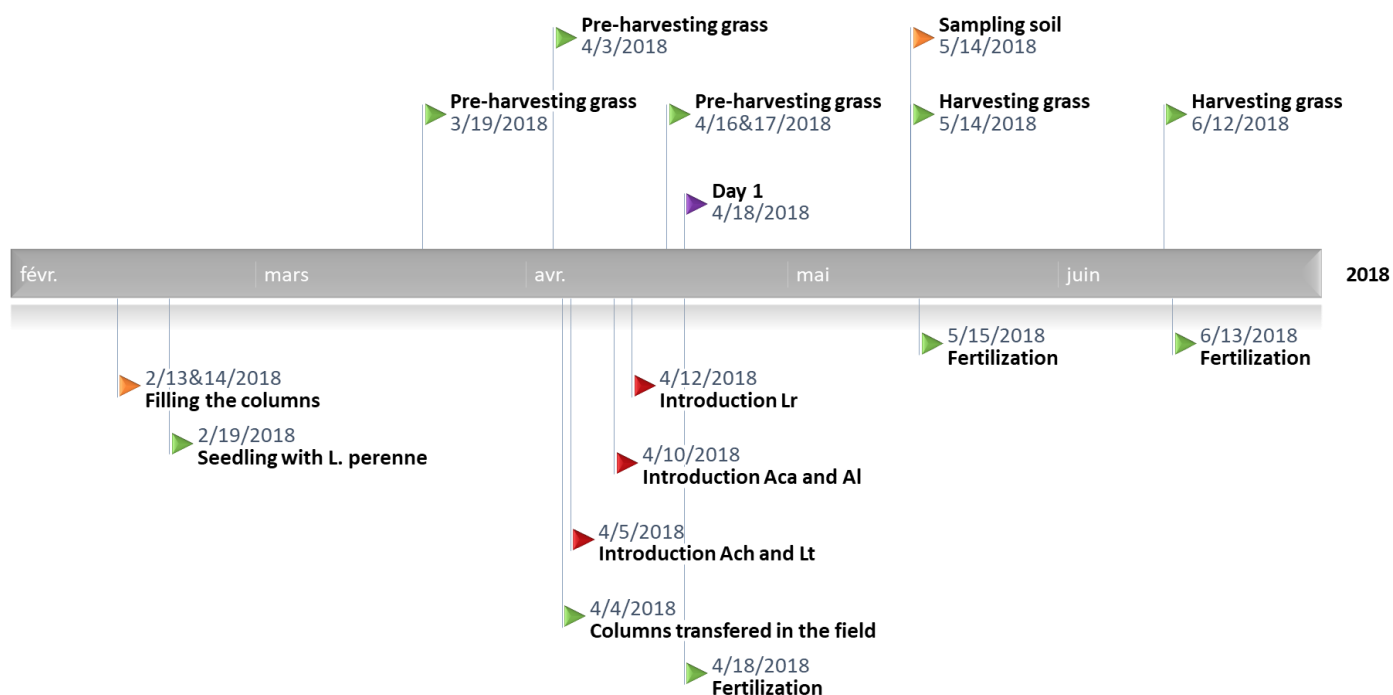 Pre-harvesting grass
4/3/2018
Sampling soil
5/14/2018
Pre-harvesting grass
3/19/2018
Pre-harvesting grass
4/16&17/2018
Harvesting grass
5/14/2018
Harvesting grass
6/12/2018
Day 1
4/18/2018
févr.
mars
avr.
mai
juin
2018
5/15/2018
Fertilization
6/13/2018
Fertilization
2/13&14/2018
Filling the columns
4/12/2018
Introduction Lr
2/19/2018
Seedling with L. perenne
4/10/2018
Introduction Aca and Al
4/5/2018
Introduction Ach and Lt
4/4/2018
Columns transfered in the field
4/18/2018
Fertilization